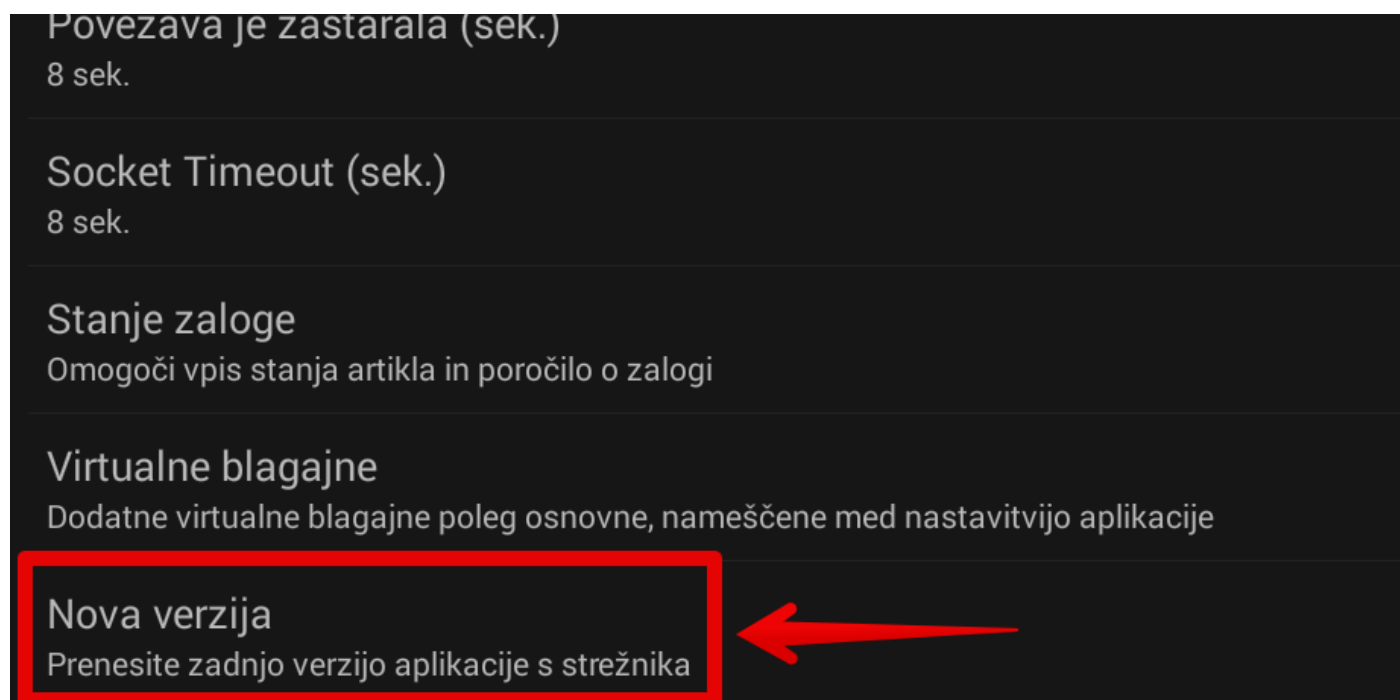 Povezava je zastarala (sek.)
8 sek.
Socket Timeout (sek.)
8 sek.
Stanje zaloge
Omogoči vpis stanja artikla in poročilo o zalogi
Virtualne blagajne
Dodatne virtualne blagajne poleg osnovne, nameščene med nastavitvijo aplikacije
Nova verzija
Prenesite zadnjo verzijo aplikacije s strežnika